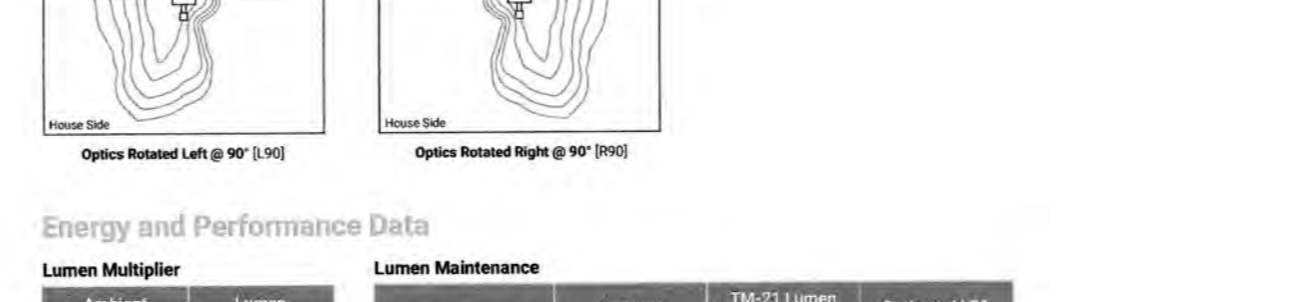 House Side
House Side
Optics Rotated Left @ 90° [L90]
Optics Rotated Right @ 90° [R90]
Energy and Performance Data
Lumen Multiplier
Lumen Maintenance
Ambient
Lumen
TM-21 Lumen